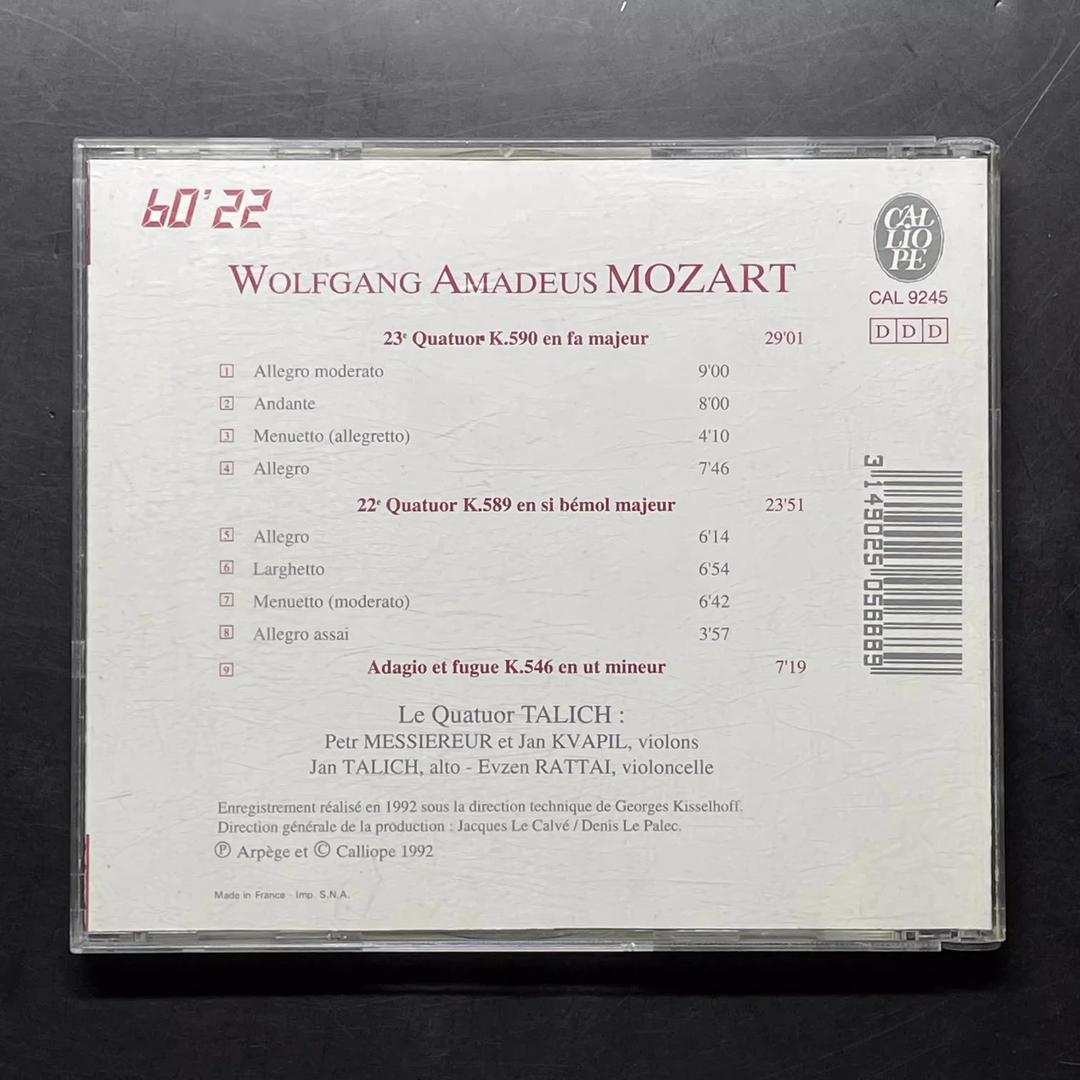 60'22
CAL
LIO
PE
WOLFGANG AMADEUS MOZART
CAL 9245
DDD
23e Quatuor K.590 en fa majeur 29'01
1 Allegro moderato 9'00
2 Andante 8'00
3 Menuetto (allegretto) 4'10
4 Allegro 7'46
22e Quatuor K.589 en si bémol majeur 23'51
5 Allegro 6'14
6 Larghetto 6'54
7 Menuetto (moderato) 6'42
8 Allegro assai 3'57
9 Adagio et fugue K.546 en ut mineur 7'19
3 149025 056889
Le Quatuor TALICH :
Petr MESSIEREUR et Jan KVAPIL, violons
Jan TALICH, alto - Evzen RATTAI, violoncelle
Enregistrement réalisé en 1992 sous la direction technique de Georges Kisselhoff.
Direction générale de la production : Jacques Le Calvé / Denis Le Palec.
℗ Arpège et © Calliope 1992
Made in France - Imp. S.N.A.